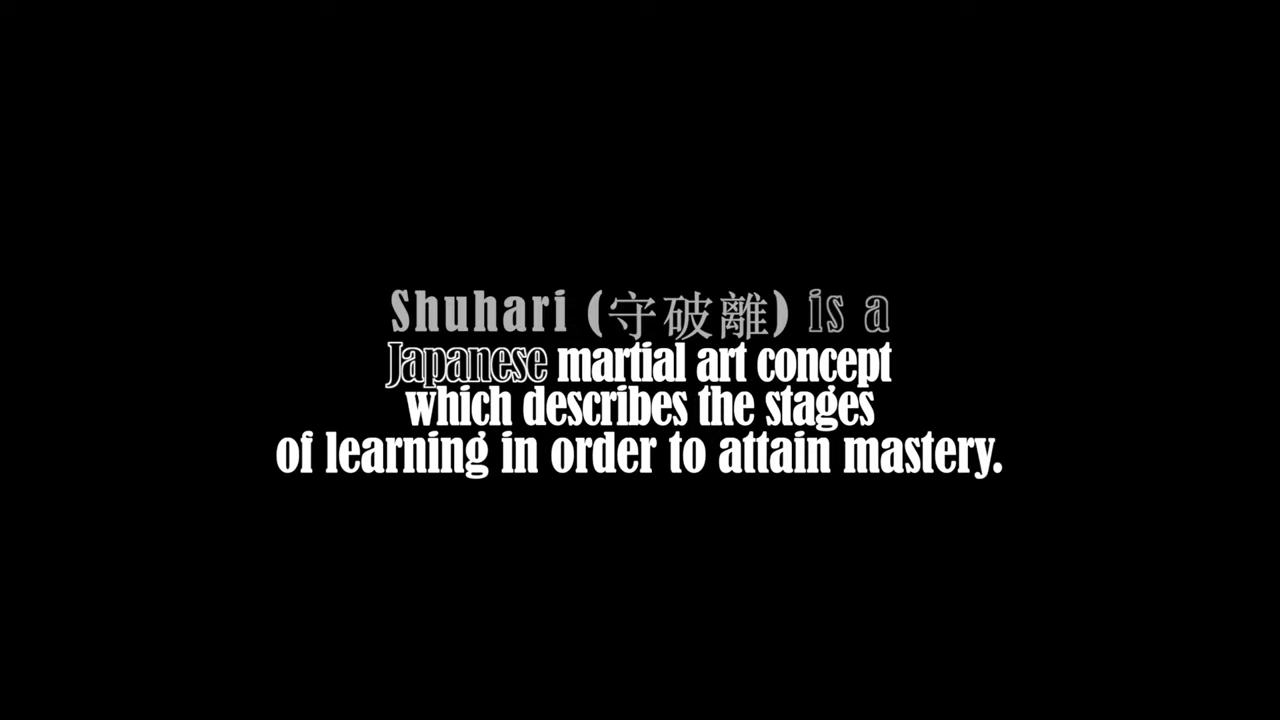 Shuhari (守破離) is a
Japanese martial art concept
which describes the stages
of learning in order to attain mastery.